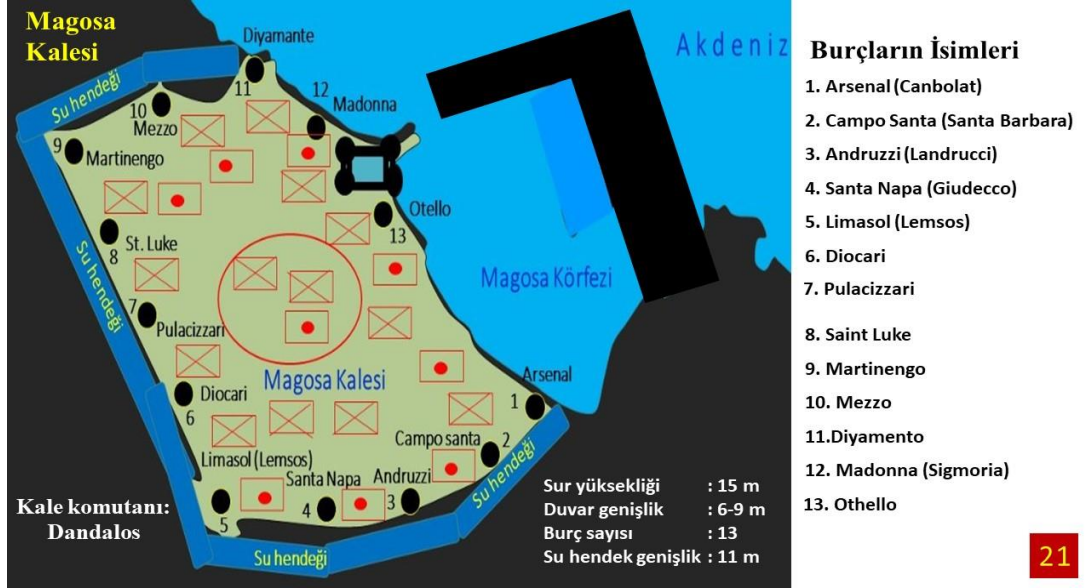 Magosa
Kalesi
Diyamante
11
12
Madonna
Akdeniz
Su hendeği
10
Mezzo
9
Martinengo
Otello
13
St. Luke
8
Su hendeği
Magosa Körfezi
7
Pulacizzari
Diocari
6
Magosa Kalesi
Arsenal
1
Limasol (Lemsos)
Campo santa
2
Santa Napa
Andruzzi
5
4
3
Su hendeği
Su hendeği
Kale komutanı:
Dandalos
Sur yüksekliği : 15 m
Duvar genişlik : 6-9 m
Burç sayısı : 13
Su hendek genişlik : 11 m
Burçların İsimleri
1. Arsenal (Canbolat)
2. Campo Santa (Santa Barbara)
3. Andruzzi (Landrucci)
4. Santa Napa (Giudecco)
5. Limasol (Lemsos)
6. Diocari
7. Pulacizzari
8. Saint Luke
9. Martinengo
10. Mezzo
11.Diyamento
12. Madonna (Sigmoria)
13. Othello
21